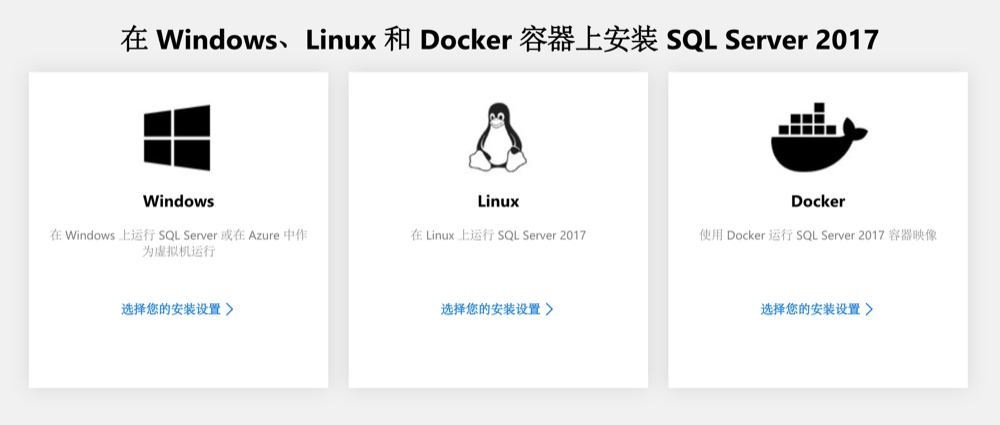 在 Windows、Linux 和 Docker 容器上安装 SQL Server 2017
Windows
在 Windows 上运行 SQL Server 或在 Azure 中作
为虚拟机运行
选择您的安装设置
Linux
在 Linux 上运行 SQL Server 2017
选择您的安装设置
Docker
使用 Docker 运行 SQL Server 2017 容器映像
选择您的安装设置